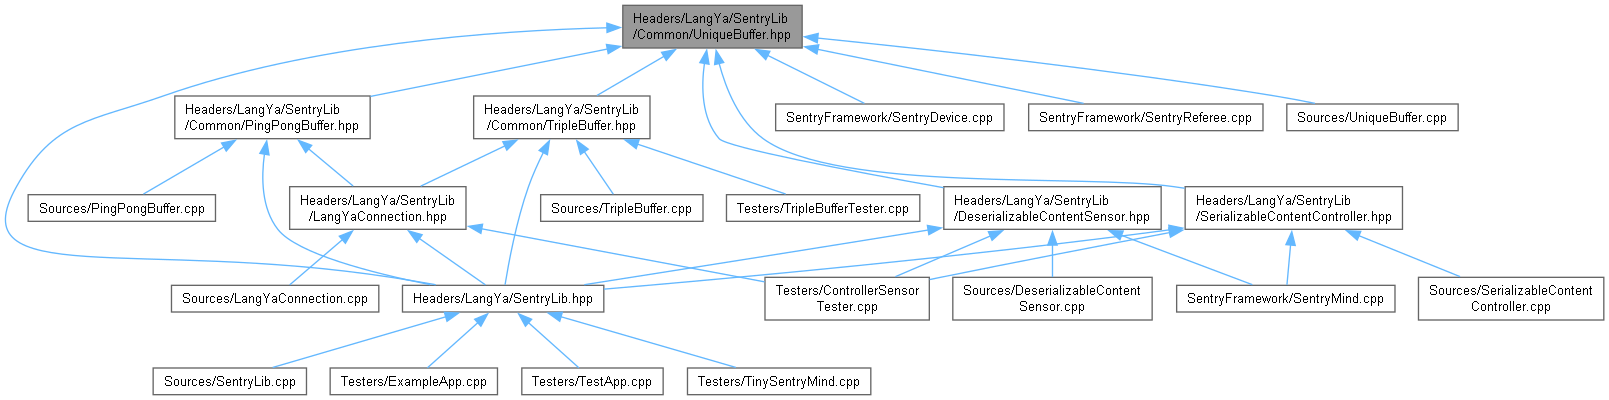 Headers/LangYa/SentryLib
/Common/UniqueBuffer.hpp
Headers/LangYa/SentryLib
/Common/PingPongBuffer.hpp
Headers/LangYa/SentryLib
/Common/TripleBuffer.hpp
SentryFramework/SentryDevice.cpp
SentryFramework/SentryReferee.cpp
Sources/UniqueBuffer.cpp
Sources/PingPongBuffer.cpp
Headers/LangYa/SentryLib
/LangYaConnection.hpp
Sources/TripleBuffer.cpp
Testers/TripleBufferTester.cpp
Headers/LangYa/SentryLib
/DeserializableContentSensor.hpp
Headers/LangYa/SentryLib
/SerializableContentController.hpp
Sources/LangYaConnection.cpp
Headers/LangYa/SentryLib.hpp
Testers/ControllerSensor
Tester.cpp
Sources/DeserializableContent
Sensor.cpp
SentryFramework/SentryMind.cpp
Sources/SerializableContent
Controller.cpp
Sources/SentryLib.cpp
Testers/ExampleApp.cpp
Testers/TestApp.cpp
Testers/TinySentryMind.cpp